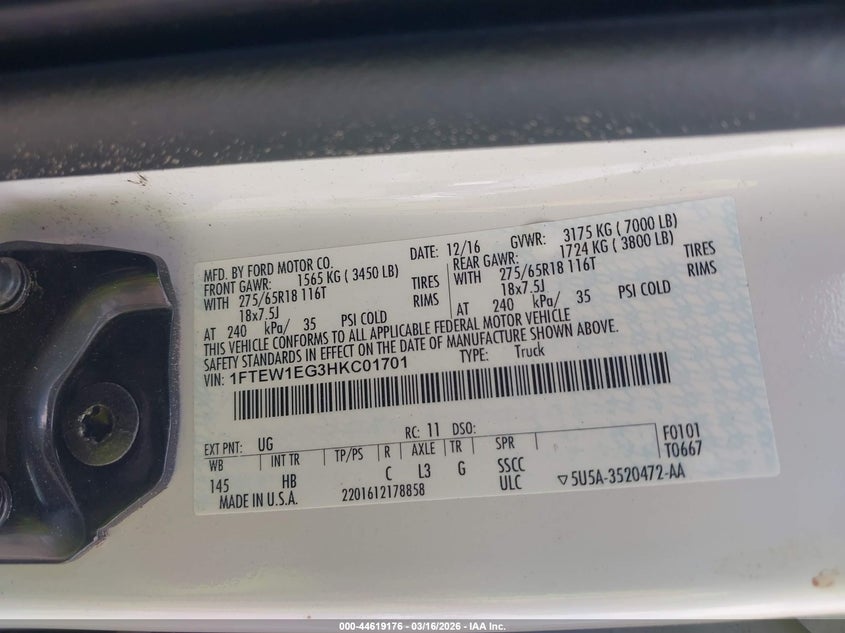 MFD. BY FORD MOTOR CO.
DATE: 12/16 GVWR: 3175 KG ( 7000 LB)
FRONT GAWR: 1565 KG ( 3450 LB)
REAR GAWR: 1724 KG ( 3800 LB)
WITH 275/65R18 116T TIRES
WITH 275/65R18 116T TIRES
18x7.5J RIMS
18x7.5J RIMS
AT 240 kPa/ 35 PSI COLD
AT 240 kPa/ 35 PSI COLD
THIS VEHICLE CONFORMS TO ALL APPLICABLE FEDERAL MOTOR VEHICLE
SAFETY STANDARDS IN EFFECT ON THE DATE OF MANUFACTURE SHOWN ABOVE.
VIN: 1FTEW1EG3HKC01701 TYPE: Truck
EXT PNT: UG RC: 11 DSO: F0101
WB INT TR TP/PS R AXLE TR SPR T0667
145 HB C L3 G SSCC
MADE IN U.S.A. 2201612178858 ULC ▽5U5A-3520472-AA
000-44619176 - 03/16/2026 - IAA Inc.